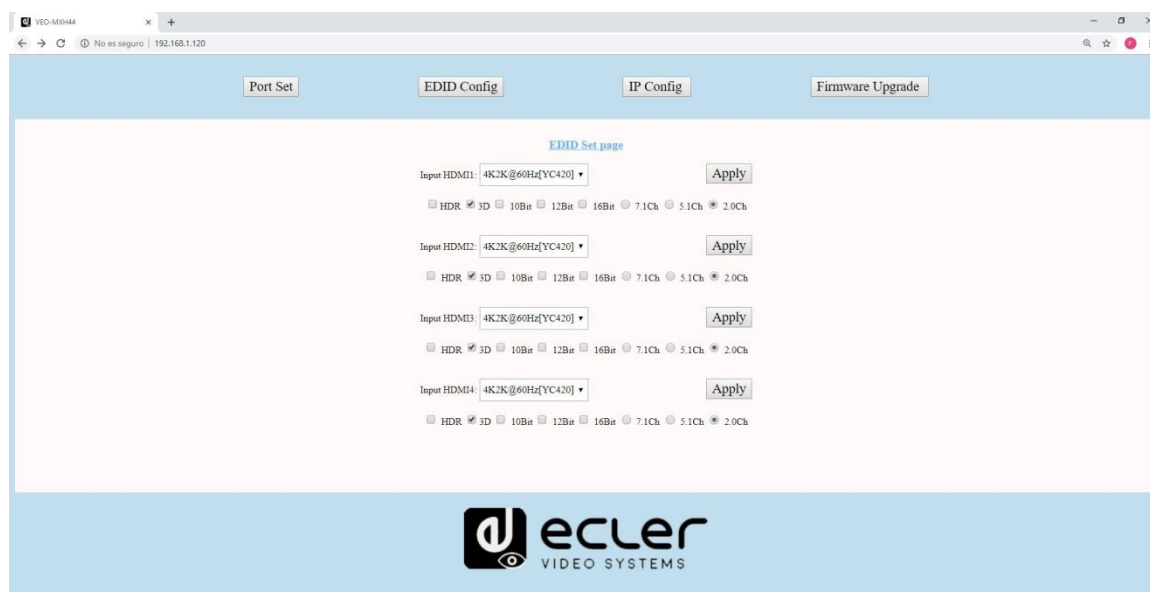 VEO-MXH44
No es seguro | 192.168.1.120
Port Set EDID Config IP Config Firmware Upgrade
EDID Set page
Input HDMI1: 4K2K@60Hz[YC420] Apply
HDR 3D 10Bit 12Bit 16Bit 7.1Ch 5.1Ch 2.0Ch
Input HDMI2: 4K2K@60Hz[YC420] Apply
HDR 3D 10Bit 12Bit 16Bit 7.1Ch 5.1Ch 2.0Ch
Input HDMI3: 4K2K@60Hz[YC420] Apply
HDR 3D 10Bit 12Bit 16Bit 7.1Ch 5.1Ch 2.0Ch
Input HDMI4: 4K2K@60Hz[YC420] Apply
HDR 3D 10Bit 12Bit 16Bit 7.1Ch 5.1Ch 2.0Ch
ecler
VIDEO SYSTEMS